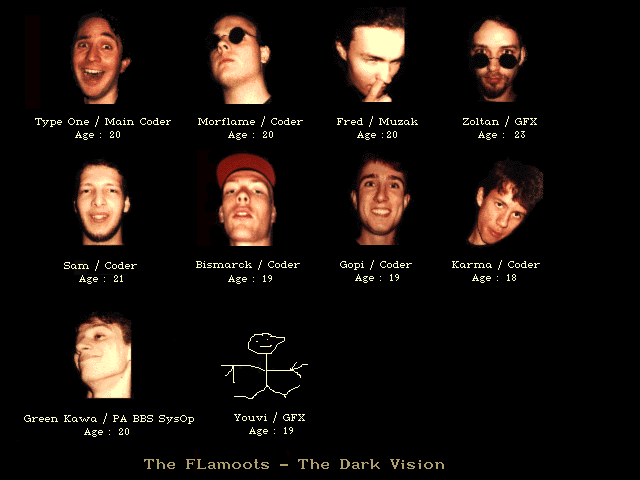 Type One / Main Coder
Age : 20
Morflame / Coder
Age : 20
Fred / Muzak
Age :20
Zoltan / GFX
Age : 23
Sam / Coder
Age : 21
Bismarck / Coder
Age : 19
Gopi / Coder
Age : 19
Karma / Coder
Age : 18
Green Kawa / PA BBS SysOp
Age : 20
Youvi / GFX
Age : 19
The FLamoots - The Dark Vision